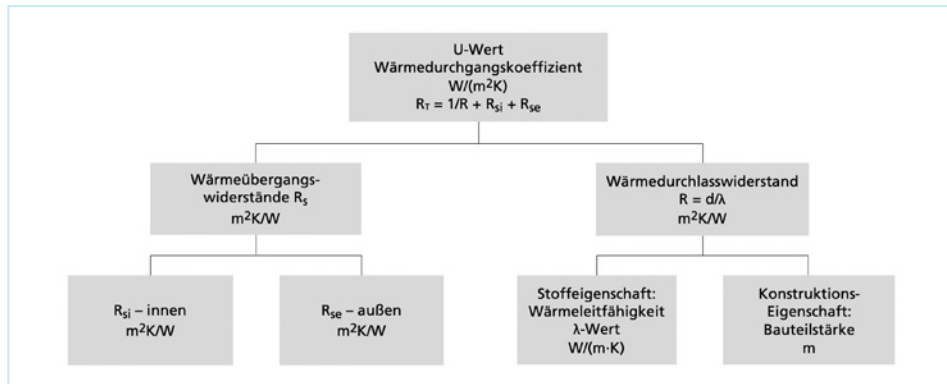 U-Wert
Wärmedurchgangskoeffizient
W/(m²K)
R_T = 1/R + R_si + R_se
Wärmeübergangs-
widerstände R_s
m²K/W
Wärmedurchlasswiderstand
R = d/λ
m²K/W
R_si – innen
m²K/W
R_se – außen
m²K/W
Stoffeigenschaft:
Wärmeleitfähigkeit
λ-Wert
W/(m·K)
Konstruktions-
Eigenschaft:
Bauteilstärke
m